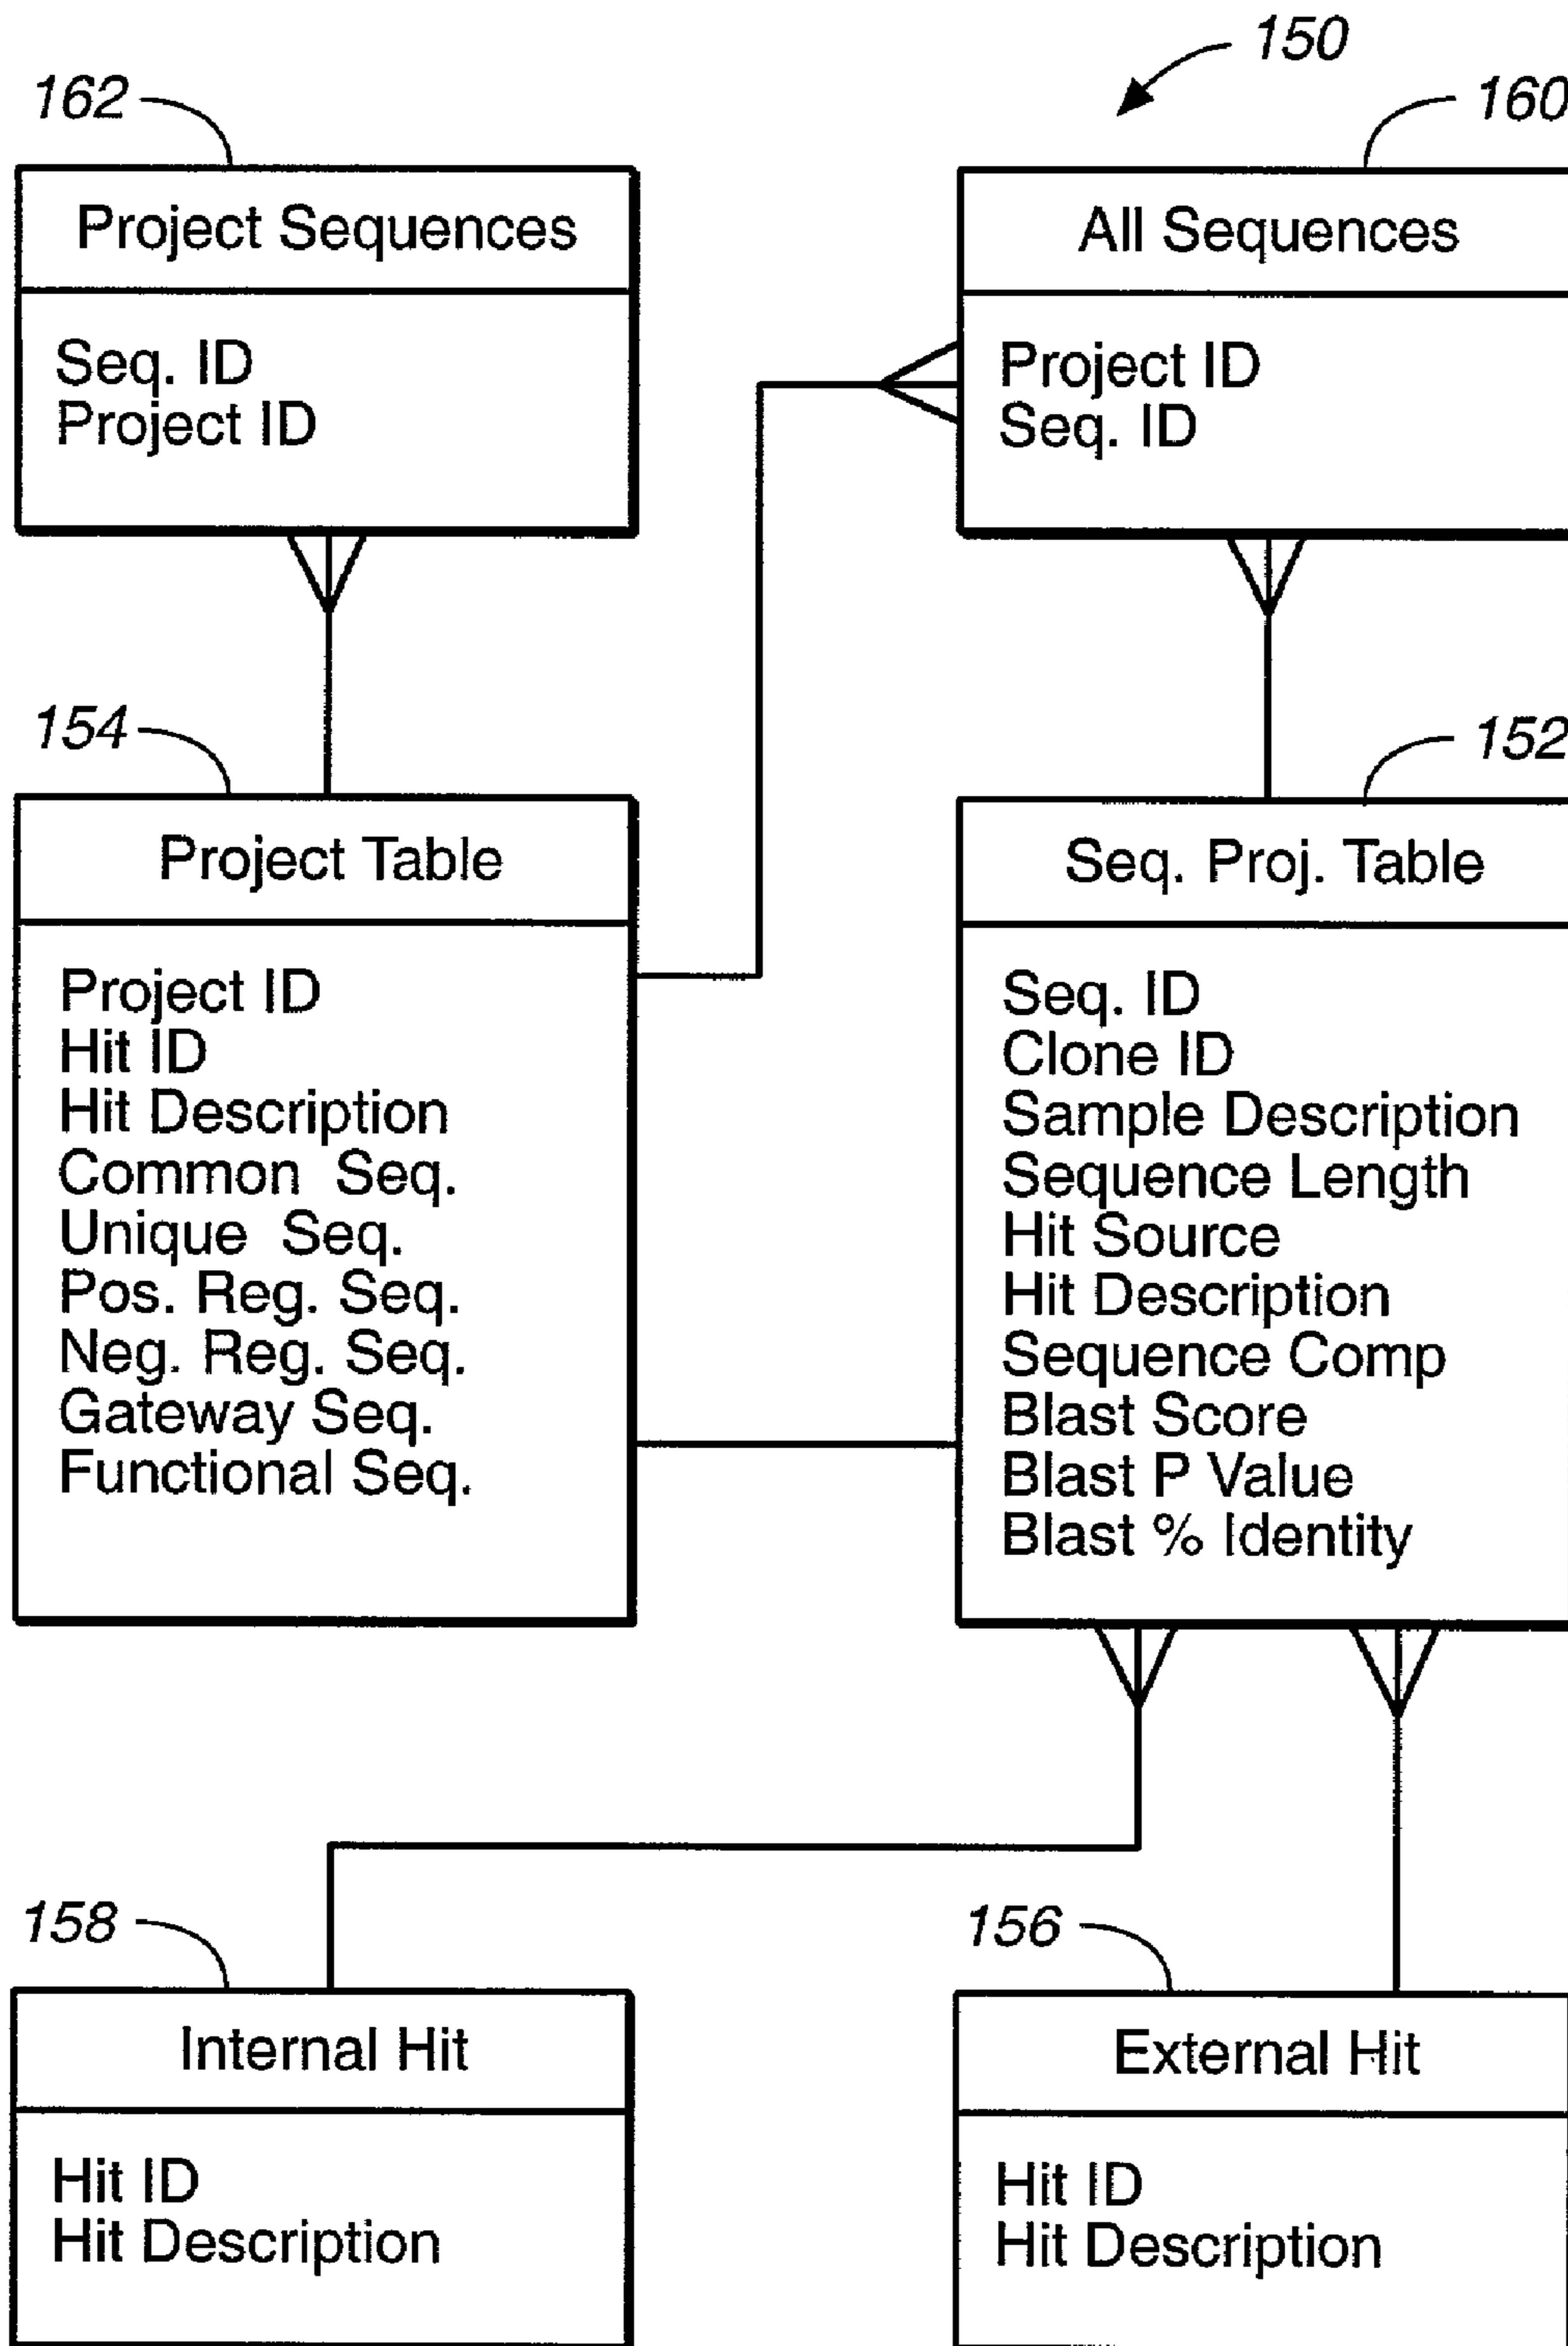 150
162
160
Project Sequences
Seq. ID
Project ID
All Sequences
Project ID
Seq. ID
154
152
Project Table
Project ID
Hit ID
Hit Description
Common Seq.
Unique Seq.
Pos. Reg. Seq.
Neg. Reg. Seq.
Gateway Seq.
Functional Seq.
Seq. Proj. Table
Seq. ID
Clone ID
Sample Description
Sequence Length
Hit Source
Hit Description
Sequence Comp
Blast Score
Blast P Value
Blast % Identity
158
156
Internal Hit
Hit ID
Hit Description
External Hit
Hit ID
Hit Description